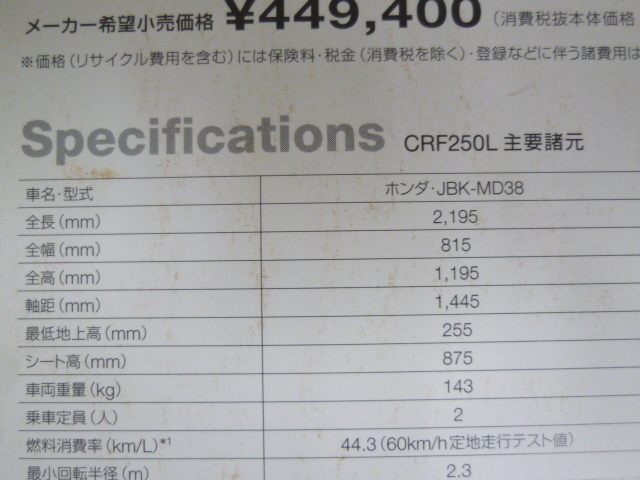 メーカー希望小売価格 ¥449,400 (消費税抜本体価格
※価格(リサイクル費用を含む)には保険料・税金(消費税を除く)・登録などに伴う諸費用は
Specifications CRF250L 主要諸元
車名・型式 ホンダ・JBK-MD38
全長(mm) 2,195
全幅(mm) 815
全高(mm) 1,195
軸距(mm) 1,445
最低地上高(mm) 255
シート高(mm) 875
車両重量(kg) 143
乗車定員(人) 2
燃料消費率(km/L)*1 44.3(60km/h定地走行テスト値)
最小回転半径(m) 2.3